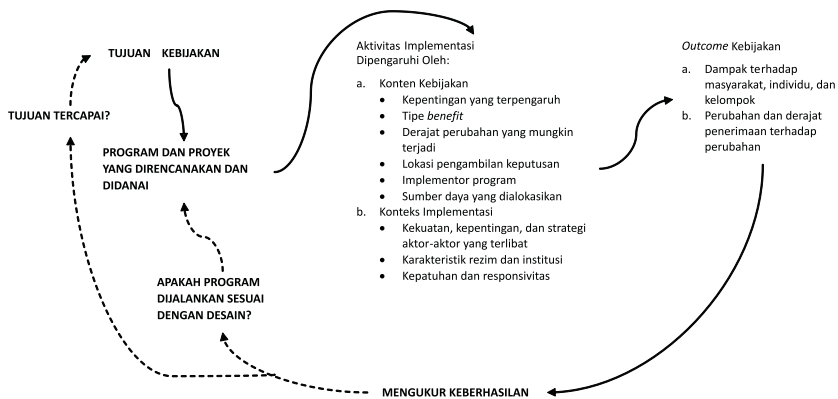 TUJUAN KEBIJAKAN
TUJUAN TERCAPAI?
PROGRAM DAN PROYEK
YANG DIRENCANAKAN DAN
DIDANAI
APAKAH PROGRAM
DIJALANKAN SESUAI
DENGAN DESAIN?
Aktivitas Implementasi
Dipengaruhi Oleh:
a. Konten Kebijakan
• Kepentingan yang terpengaruh
• Tipe benefit
• Derajat perubahan yang mungkin
terjadi
• Lokasi pengambilan keputusan
• Implementor program
• Sumber daya yang dialokasikan
b. Konteks Implementasi
• Kekuatan, kepentingan, dan strategi
aktor-aktor yang terlibat
• Karakteristik rezim dan institusi
• Kepatuhan dan responsivitas
Outcome Kebijakan
a. Dampak terhadap
masyarakat, individu, dan
kelompok
b. Perubahan dan derajat
penerimaan terhadap
perubahan
MENGUKUR KEBERHASILAN